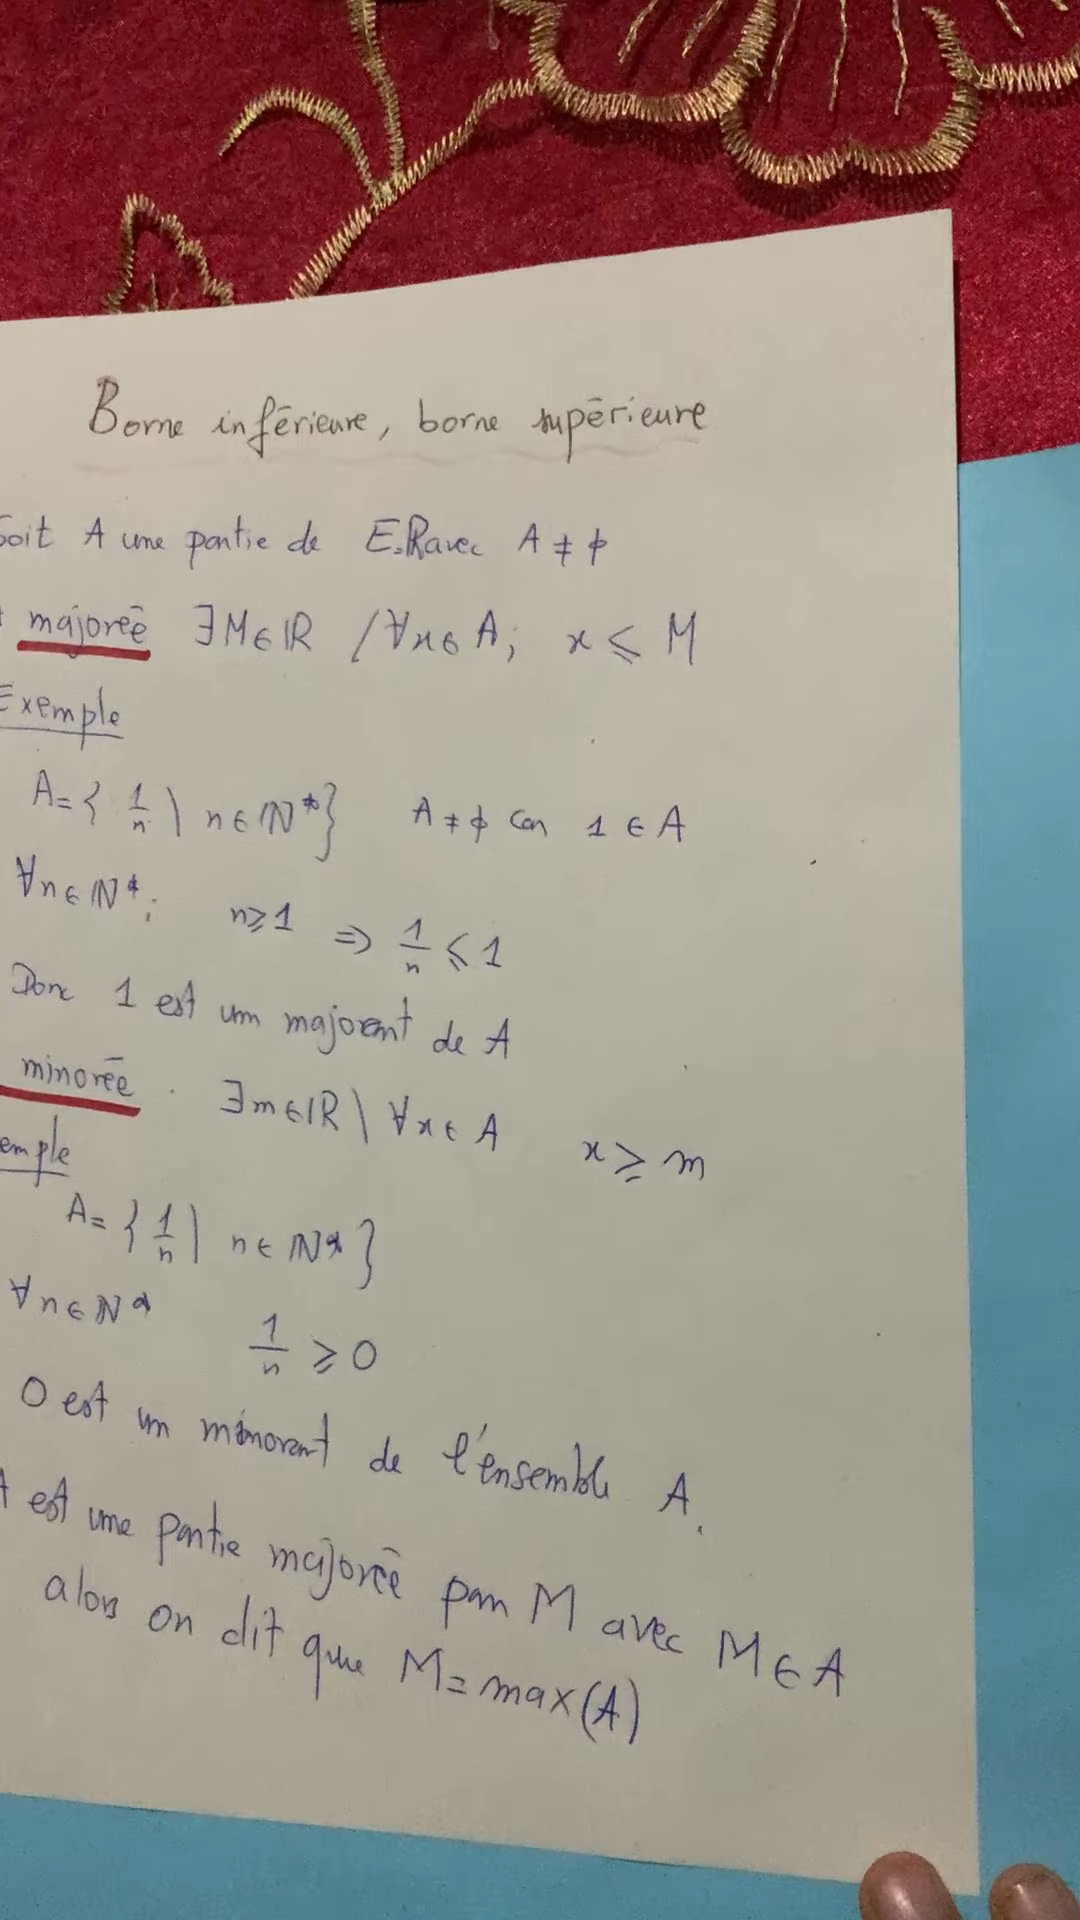 Borne inférieure, borne supérieure
Soit A une partie de E=ℝ avec A ≠ ϕ
majorée ∃M∈ℝ /∀x∈A; x ⩽ M
Exemple
A={ 1/n \ n∈ℕ*} A ≠ ϕ car 1 ∈ A
∀n∈ℕ*; n⩾1 ⇒ 1/n ⩽ 1
Donc 1 est un majorant de A
minorée . ∃m∈ℝ \ ∀x∈A x ⩾ m
emple
A={ 1/n | n∈ℕ* }
∀n∈ℕ* 1/n ⩾ 0
0 est un minorant de l'ensemble A.
A est une partie majorée par M avec M∈A
alors on dit que M=max(A)